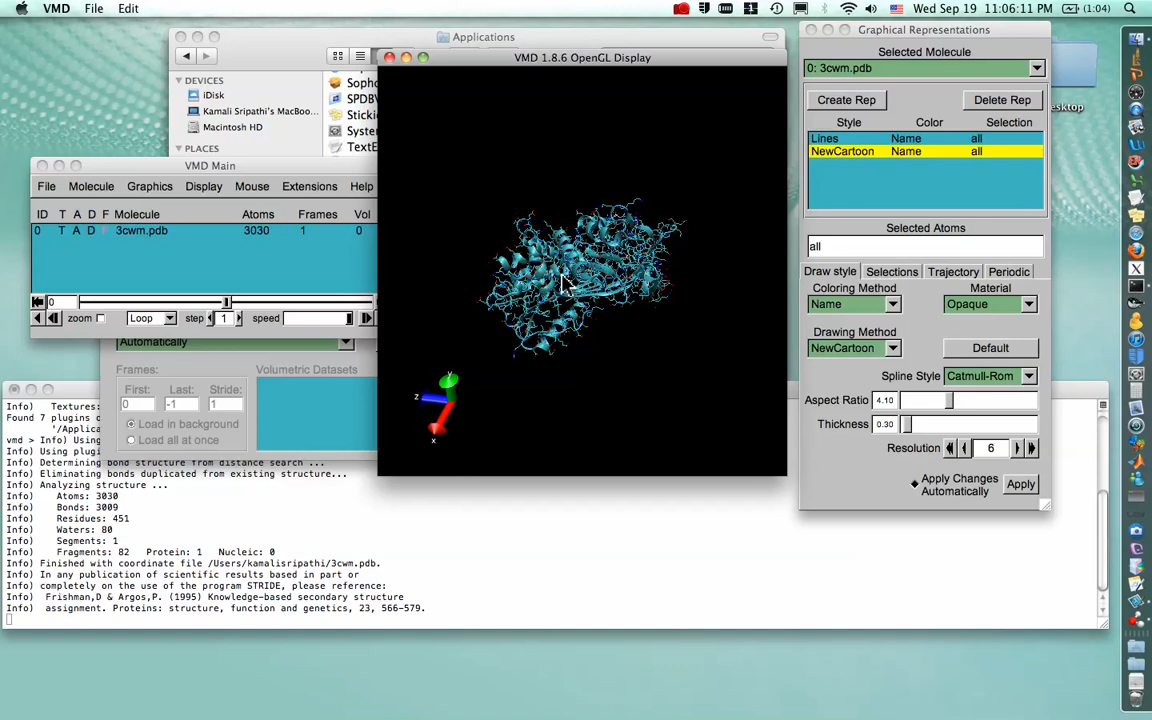 VMD File Edit
Wed Sep 19 11:06:11 PM (1:04)
Applications
DEVICES
iDisk
Kamali Sripathi's MacBoo...
Macintosh HD
PLACES
Sopho
SPDBV
Stickie
System
TextE
VMD Main
File Molecule Graphics Display Mouse Extensions Help
ID T A D F Molecule Atoms Frames Vol
0 T A D F 3cwm.pdb 3030 1 0
0
zoom Loop step 1 speed
Automatically
Frames: Volumetric Datasets
First: Last: Stride:
0 -1 1
Load in background
Load all at once
VMD 1.8.6 OpenGL Display
y
z
x
Graphical Representations
Selected Molecule
0: 3cwm.pdb
Create Rep Delete Rep
Style Color Selection
Lines Name all
NewCartoon Name all
Selected Atoms
all
Draw style Selections Trajectory Periodic
Coloring Method Material
Name Opaque
Drawing Method
NewCartoon Default
Spline Style Catmull-Rom
Aspect Ratio 4.10
Thickness 0.30
Resolution 6
Apply Changes
Automatically Apply
esktop
Info) Textures:
Found 7 plugins o
'/Applica
vmd > Info) Using
Info) Using plugi
Info) Determining bond structure from distance search ...
Info) Eliminating bonds duplicated from existing structure...
Info) Analyzing structure ...
Info) Atoms: 3030
Info) Bonds: 3009
Info) Residues: 451
Info) Waters: 80
Info) Segments: 1
Info) Fragments: 82 Protein: 1 Nucleic: 0
Info) Finished with coordinate file /Users/kamalisripathi/3cwm.pdb.
Info) In any publication of scientific results based in part or
Info) completely on the use of the program STRIDE, please reference:
Info) Frishman,D & Argos,P. (1995) Knowledge-based secondary structure
Info) assignment. Proteins: structure, function and genetics, 23, 566-579.